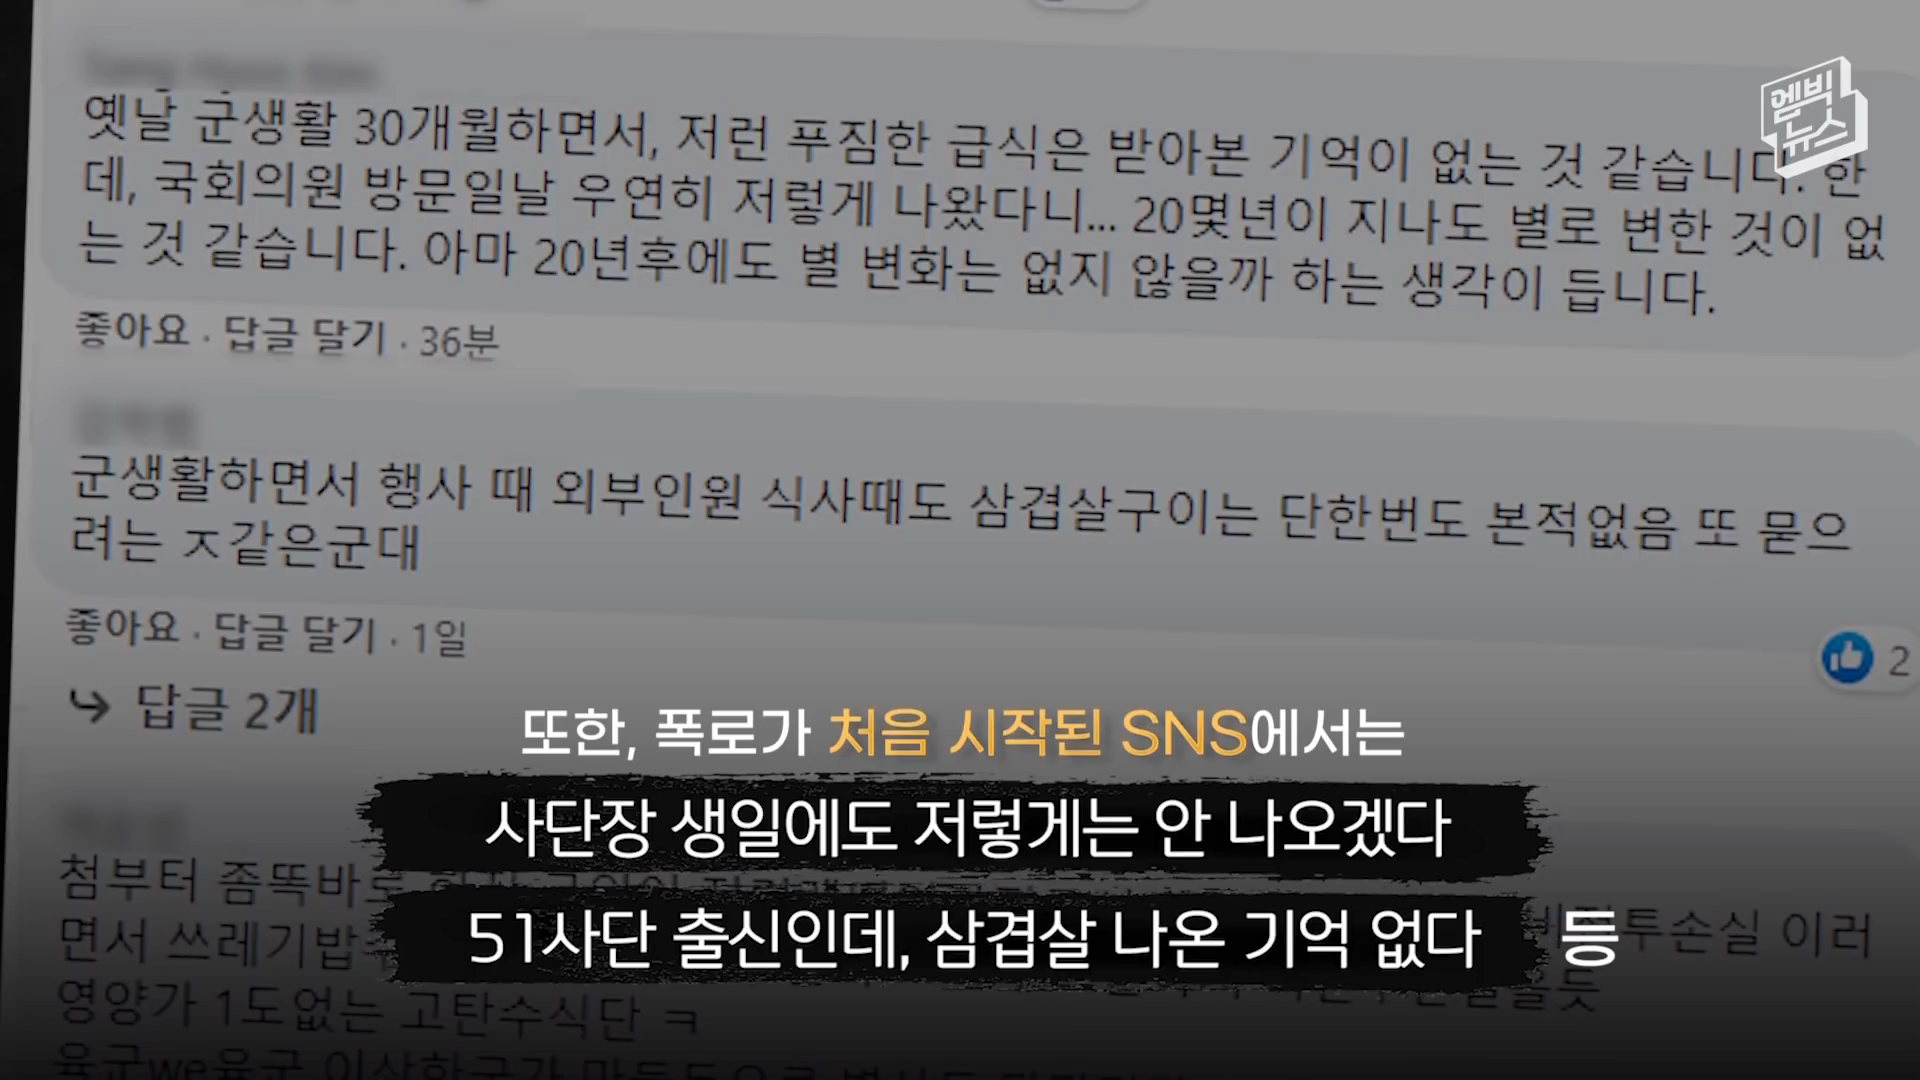 엠빅
뉴스
옛날 군생활 30개월하면서, 저런 푸짐한 급식은 받아본 기억이 없는 것 같습니다. 한
데, 국회의원 방문일날 우연히 저렇게 나왔다니... 20몇년이 지나도 별로 변한 것이 없
는 것 같습니다. 아마 20년후에도 별 변화는 없지 않을까 하는 생각이 듭니다.
좋아요 · 답글 달기 · 36분
군생활하면서 행사 때 외부인원 식사때도 삼겹살구이는 단한번도 본적없음 또 묻으
려는 ㅈ같은군대
좋아요 · 답글 달기 · 1일
2
답글 2개
또한, 폭로가 처음 시작된 SNS에서는
사단장 생일에도 저렇게는 안 나오겠다
51사단 출신인데, 삼겹살 나온 기억 없다 등
첨부터 좀똑바로
면서 쓰레기밥 투손실 이러
영양가 1도없는 고탄수식단 ㅋ
육군we육군